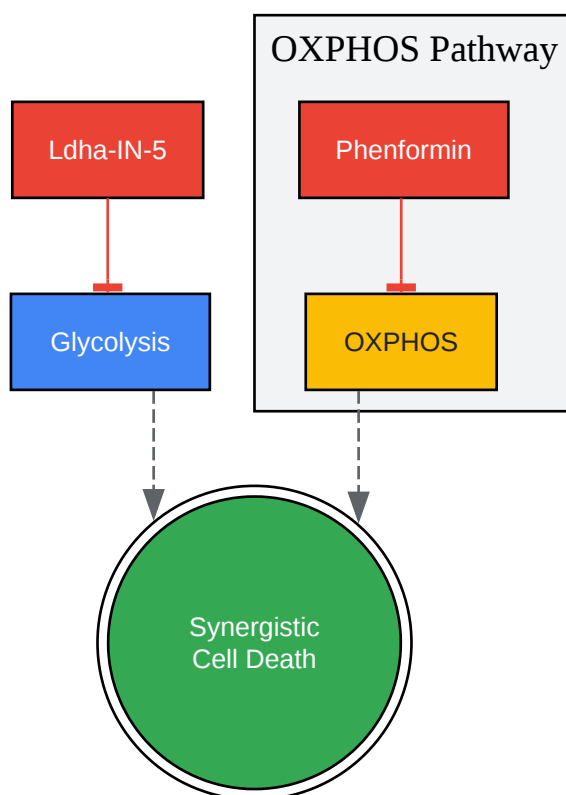 OXPHOS Pathway
Ldha-IN-5
Phenformin
Glycolysis
OXPHOS
Synergistic
Cell Death